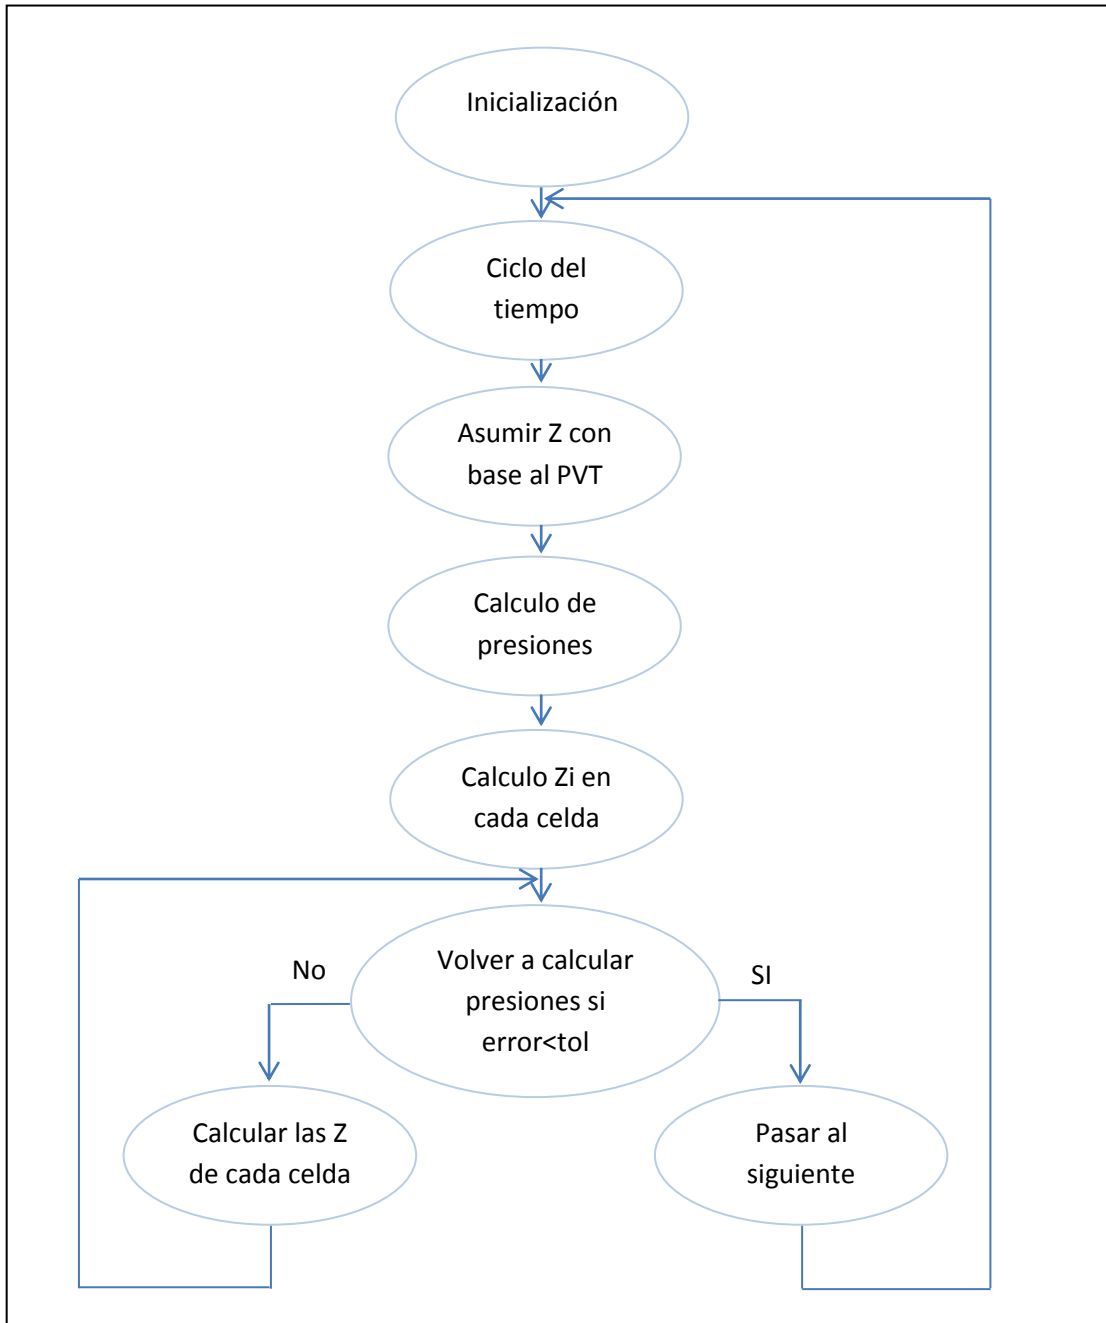 Inicialización
Ciclo del
tiempo
Asumir Z con
base al PVT
Calculo de
presiones
Calculo Zi en
cada celda
Volver a calcular
presiones si
error<tol
No
SI
Calcular las Z
de cada celda
Pasar al
siguiente